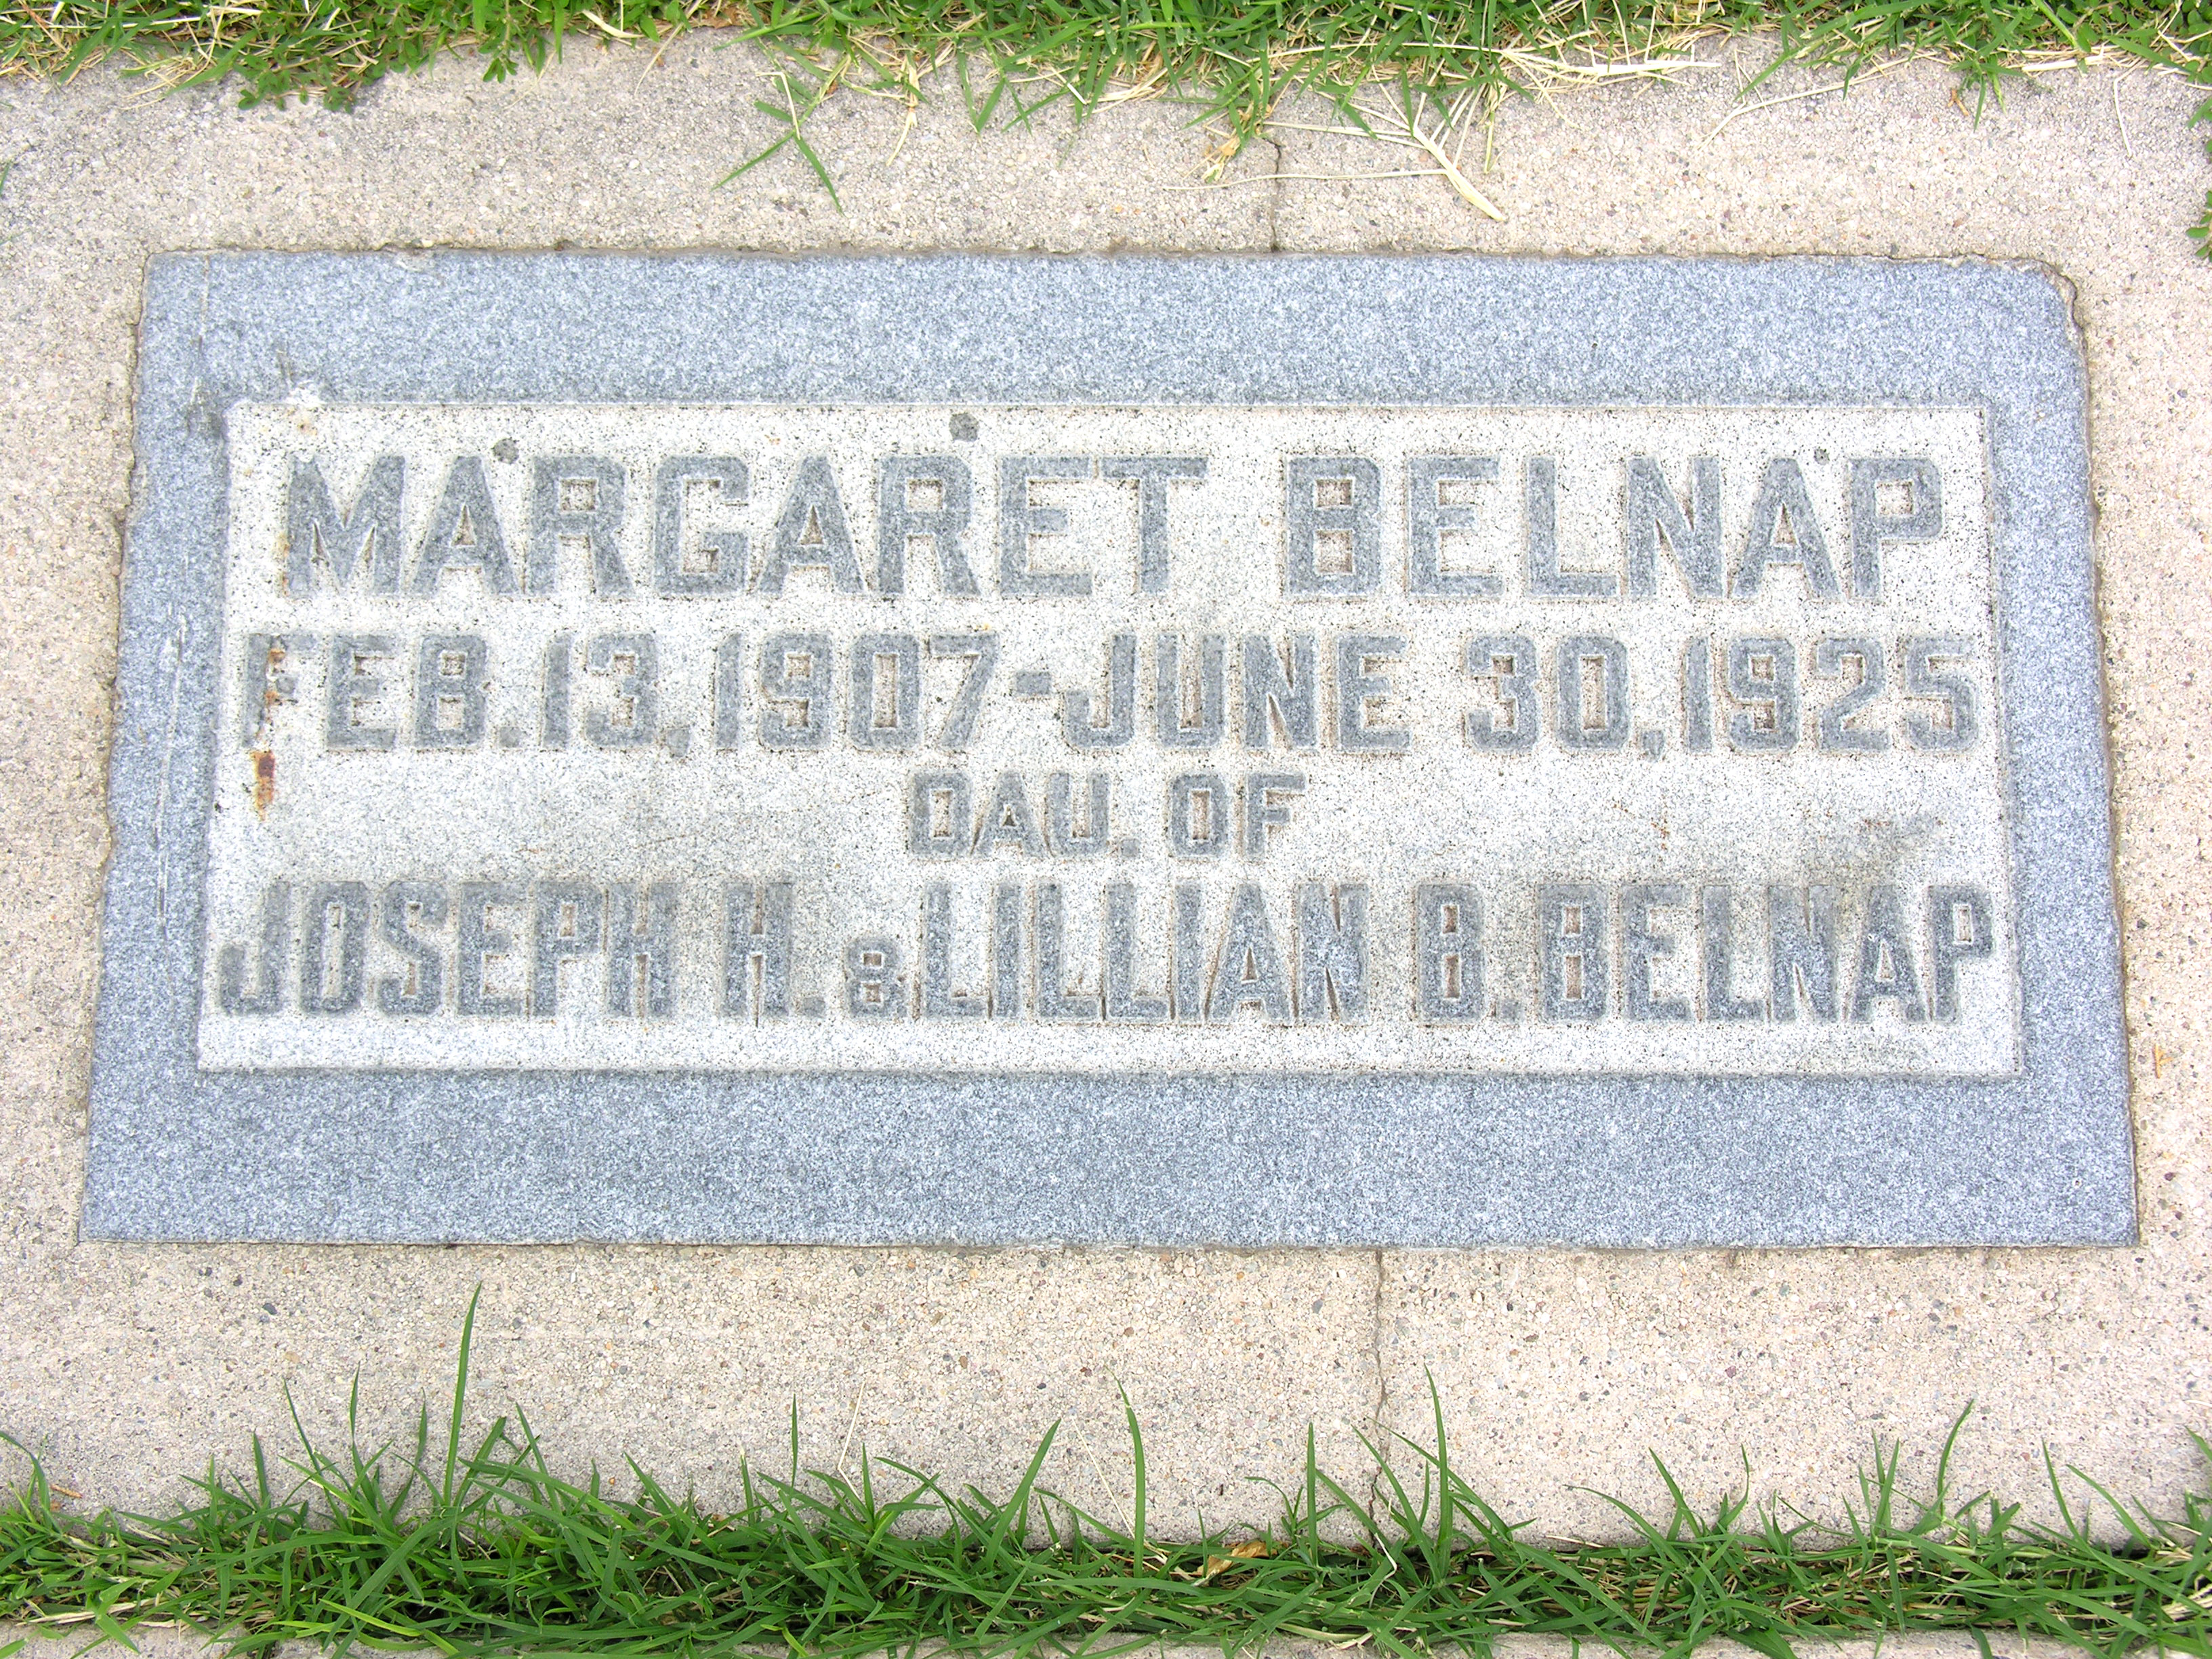 MARGARET BELNAP
FEB. 13, 1907 - JUNE 30, 1925
DAU. OF
JOSEPH H. & LILLIAN B. BELNAP